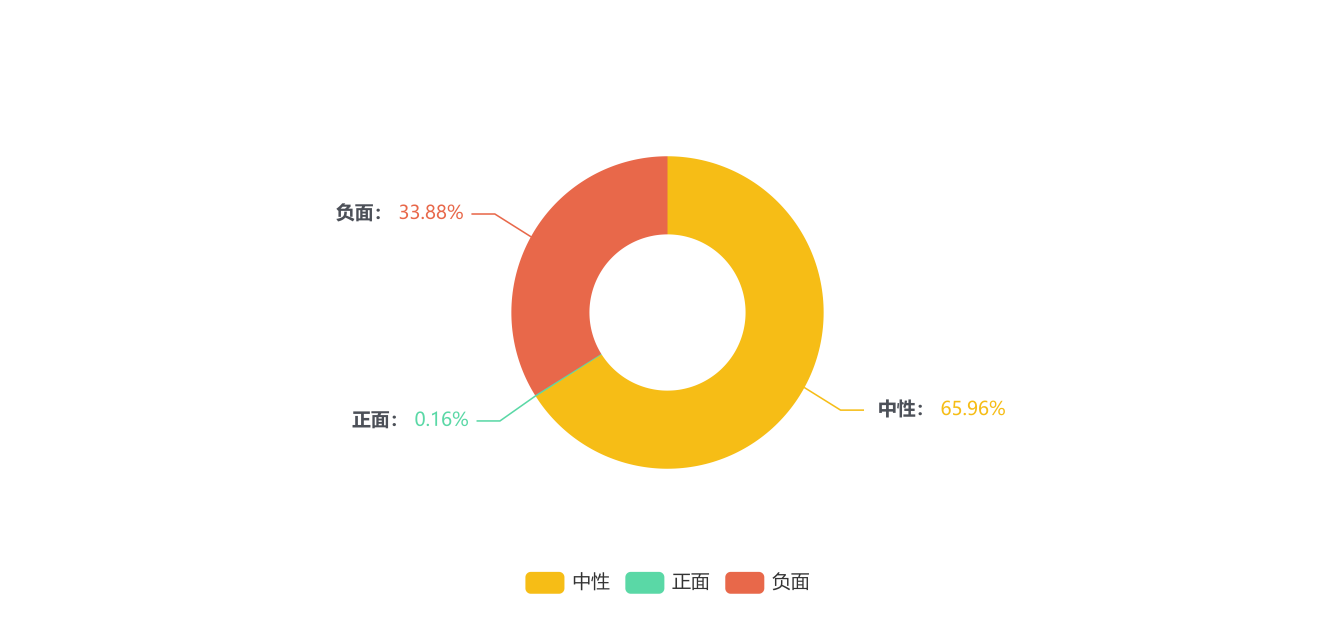 负面： 33.88%
中性： 65.96%
正面： 0.16%
中性 正面 负面